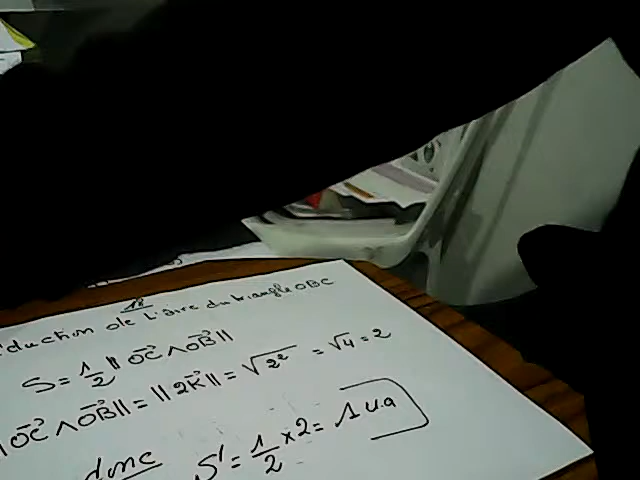 éduction de l'aire du triangle OBC
S = 1/2 ‖ OC⃗ ∧ OB⃗ ‖
OC⃗ ∧ OB⃗ ‖ = ‖ 2K⃗ ‖ = √2² = √4 = 2
donc S = 1/2 × 2 = 1 u.a